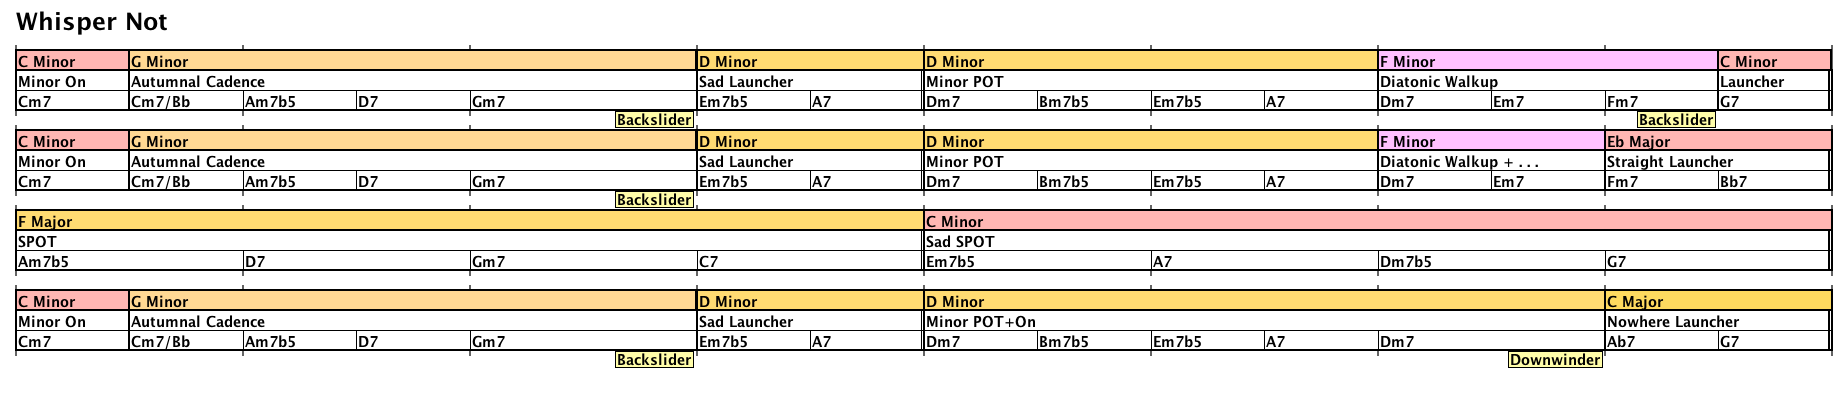 Whisper Not
C Minor G Minor D Minor D Minor F Minor C Minor
Minor On Autumnal Cadence Sad Launcher Minor POT Diatonic Walkup Launcher
Cm7 Cm7/Bb Am7b5 D7 Gm7 Em7b5 A7 Dm7 Bm7b5 Em7b5 A7 Dm7 Em7 Fm7 G7
Backslider Backslider
C Minor G Minor D Minor D Minor F Minor Eb Major
Minor On Autumnal Cadence Sad Launcher Minor POT Diatonic Walkup + . . . Straight Launcher
Cm7 Cm7/Bb Am7b5 D7 Gm7 Em7b5 A7 Dm7 Bm7b5 Em7b5 A7 Dm7 Em7 Fm7 Bb7
Backslider
F Major C Minor
SPOT Sad SPOT
Am7b5 D7 Gm7 C7 Em7b5 A7 Dm7b5 G7
C Minor G Minor D Minor D Minor C Major
Minor On Autumnal Cadence Sad Launcher Minor POT+On Nowhere Launcher
Cm7 Cm7/Bb Am7b5 D7 Gm7 Em7b5 A7 Dm7 Bm7b5 Em7b5 A7 Dm7 Ab7 G7
Backslider Downwinder